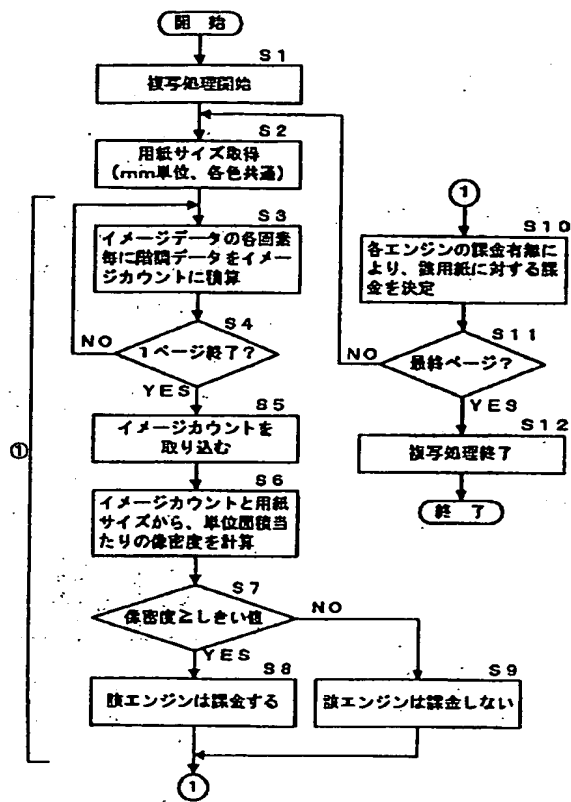 開 始
S1
複写処理開始
S2
用紙サイズ取得
(mm単位、各色共通)
S3
イメージデータの各画素
毎に階調データをイメー
ジカウントに積算
S4
1ページ終了?
NO
YES
S5
イメージカウントを
取り込む
S6
イメージカウントと用紙
サイズから、単位面積当
たりの像密度を計算
S7
像密度≧しきい値
NO
YES
S8
該エンジンは課金する
S9
該エンジンは課金しない
①
①
①
S10
各エンジンの課金有無に
より、該用紙に対する課
金を決定
S11
最終ページ?
NO
YES
S12
複写処理終了
終 了